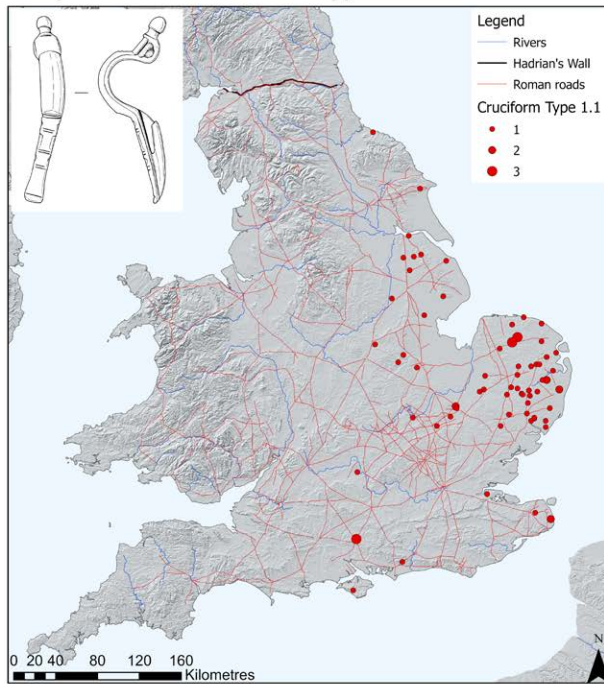 Legend
Rivers
Hadrian's Wall
Roman roads
Cruciform Type 1.1
1
2
3
N
0 20 40 80 120 160
Kilometres